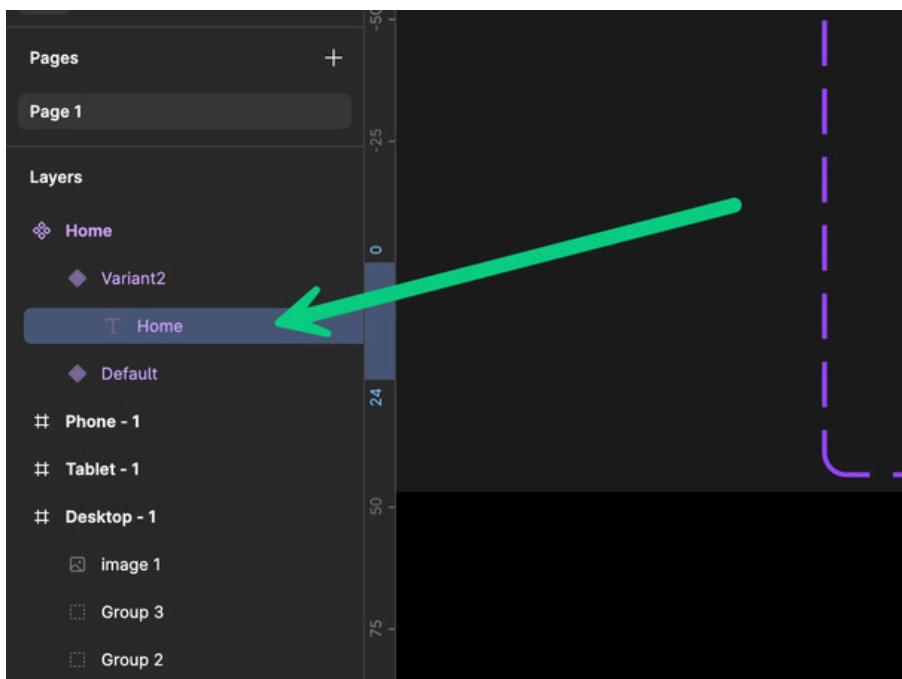 Pages
Page 1
Layers
Home
Variant2
T Home
Default
Phone - 1
Tablet - 1
Desktop - 1
image 1
Group 3
Group 2
-50
-25
0
24
50
75